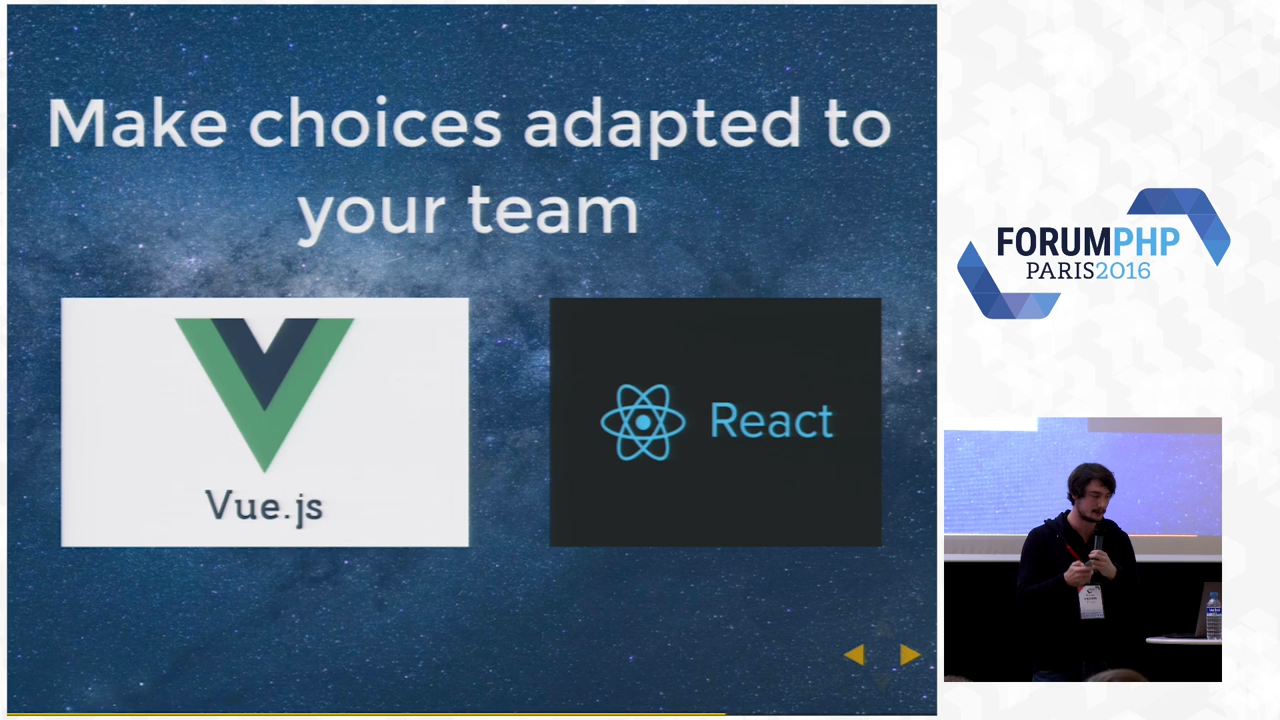 Make choices adapted to
your team
Vue.js
React
FORUMPHP
PARIS2016